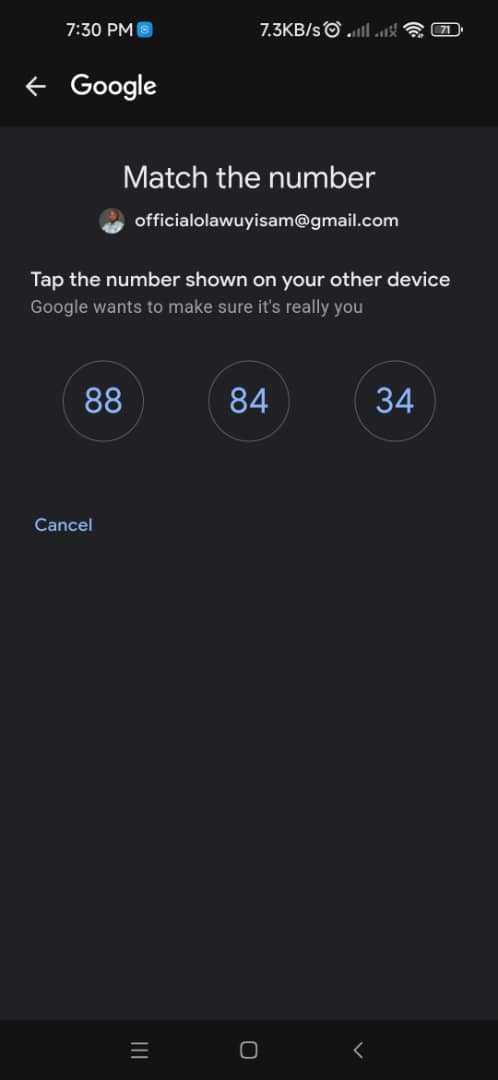 7:30 PM 7.3KB/s 71
Google
Match the number
officialolawuyisam@gmail.com
Tap the number shown on your other device
Google wants to make sure it's really you
88 84 34
Cancel